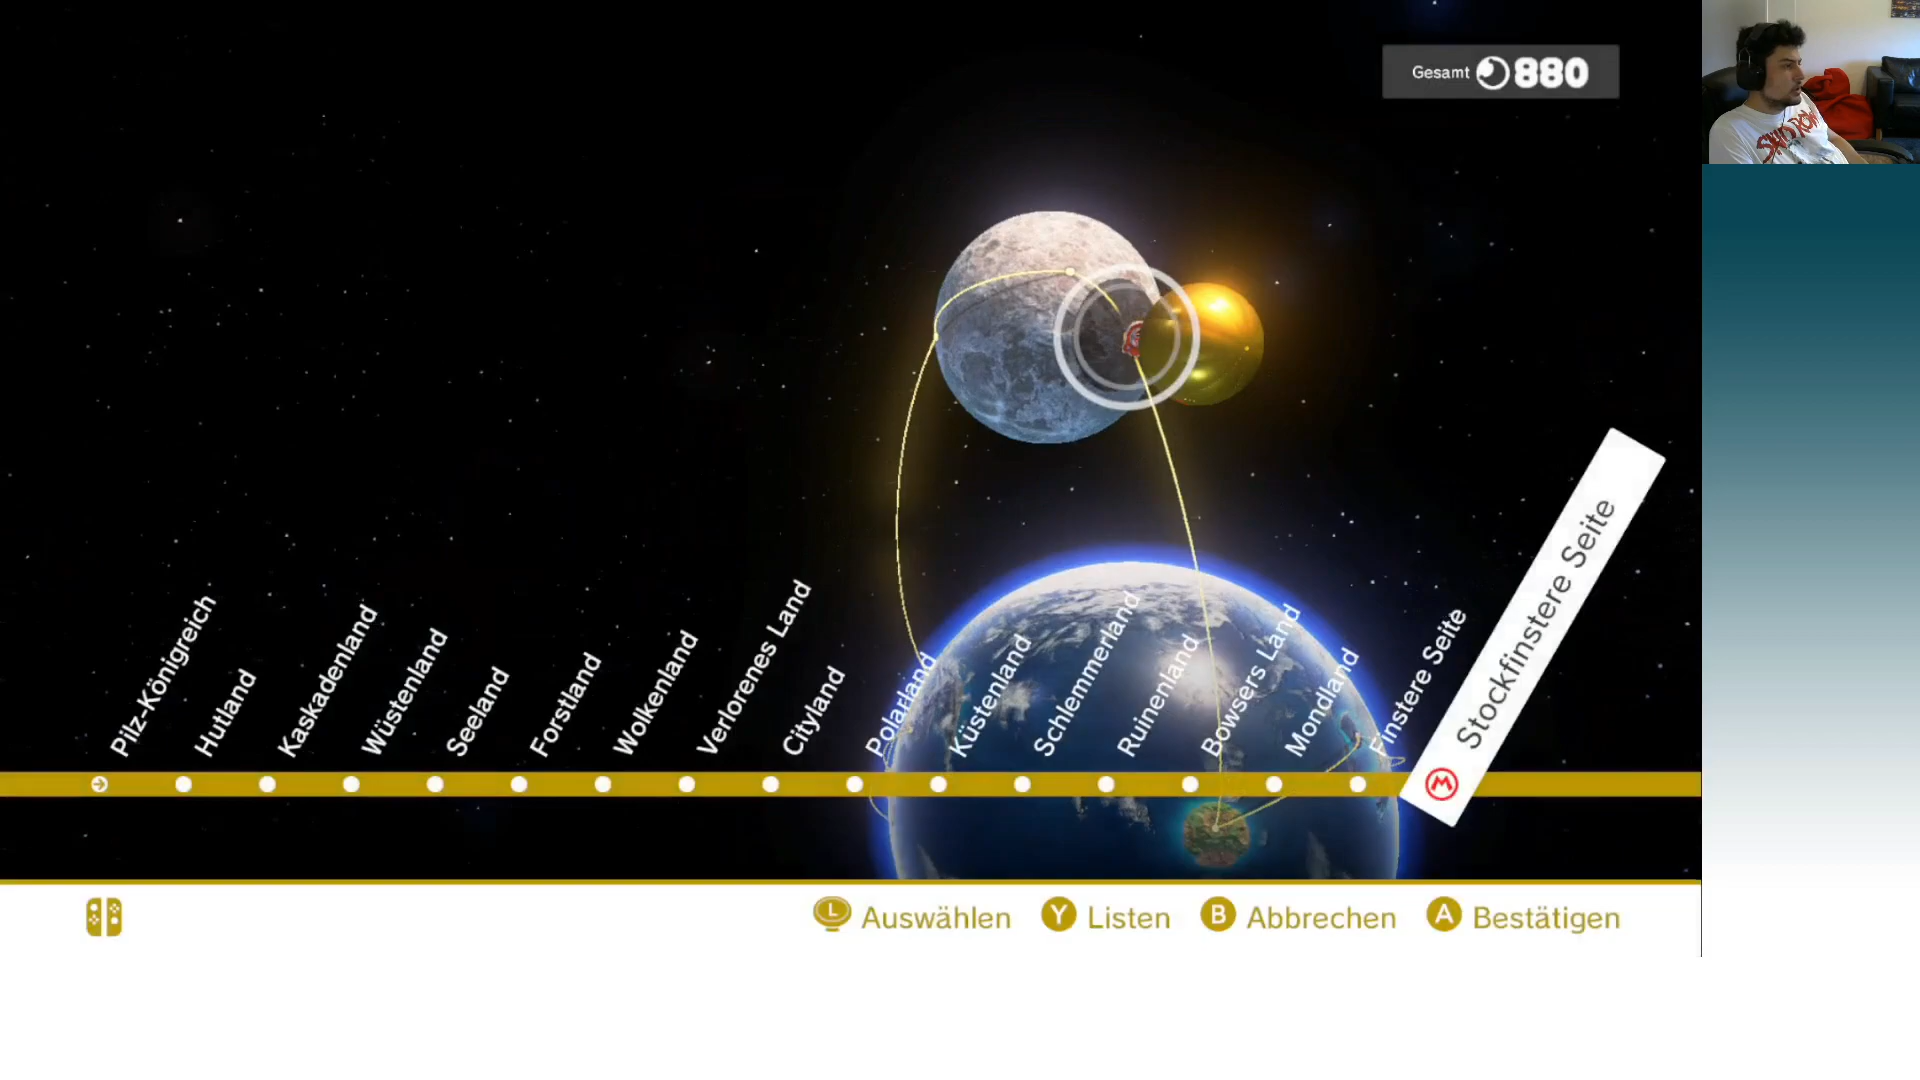 Gesamt 880
Pilz-Königreich
Hutland
Kaskadenland
Wüstenland
Seeland
Forstland
Wolkenland
Verlorenes Land
Cityland
Polarland
Küstenland
Schlemmerland
Ruinenland
Bowsers Land
Mondland
Finstere Seite
M Stockfinstere Seite
L Auswählen Y Listen B Abbrechen A Bestätigen